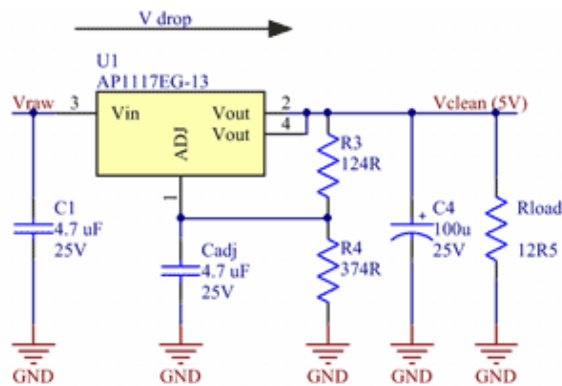 V drop
U1
AP1117EG-13
Vraw
3
Vin
Vout
Vout
ADJ
2
4
1
Vclean (5V)
R3
124R
C1
4.7 uF
25V
Cadj
4.7 uF
25V
R4
374R
+
C4
100u
25V
Rload
12R5
GND
GND
GND
GND
GND